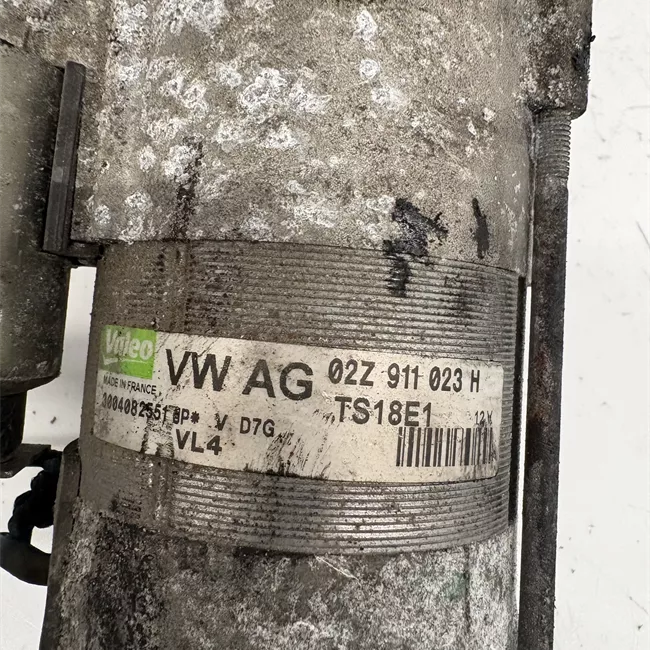 Valeo
VW AG 02Z 911 023 H
MADE IN FRANCE
TS18E1 12 V
V D7G
VL4